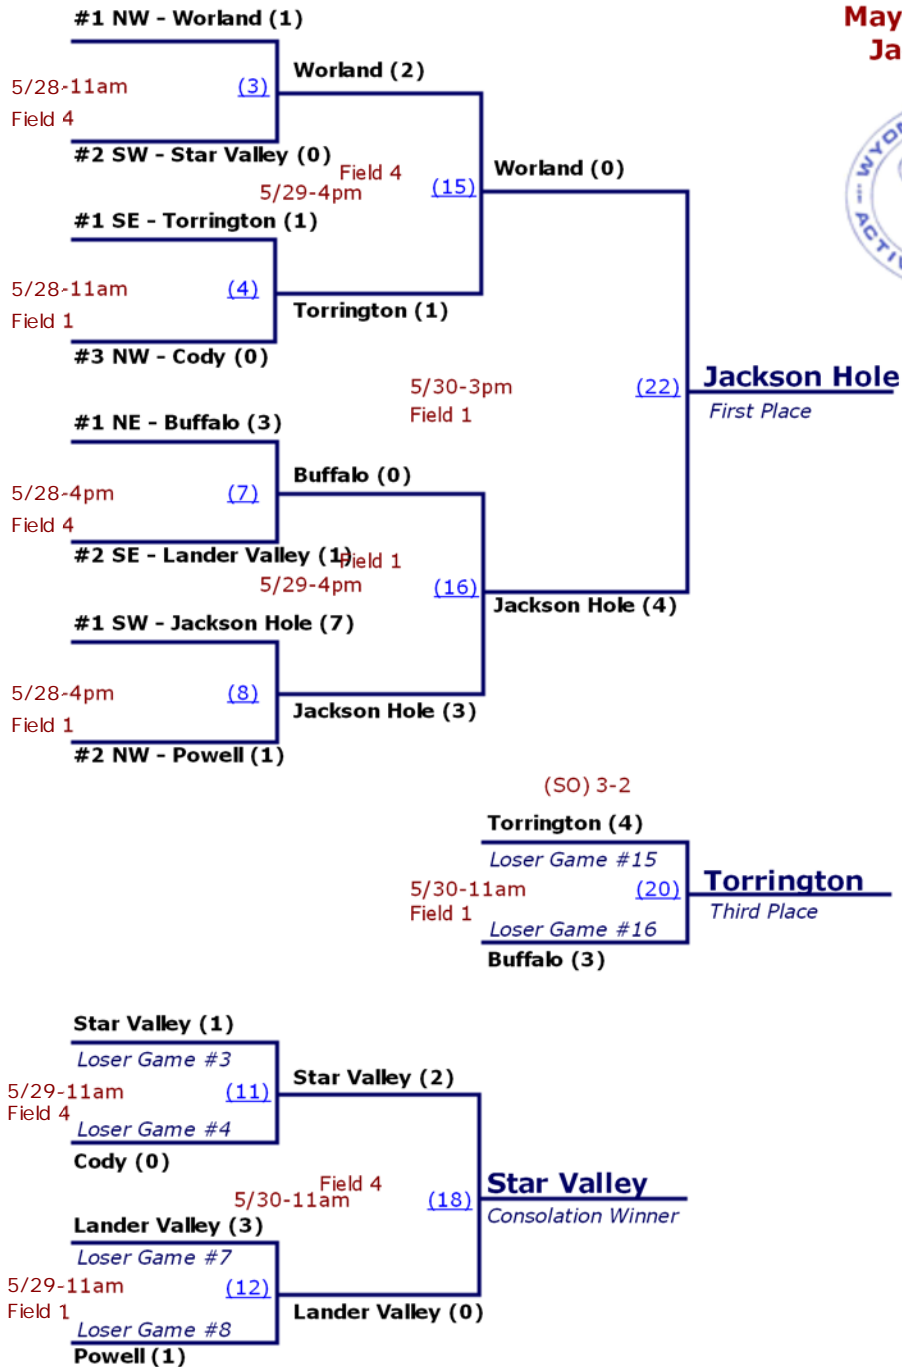 #1 NW - Worland (1)
May
Ja
5/28-11am
(3)
Worland (2)
Field 4
#2 SW - Star Valley (0)
Field 4
5/29-4pm
(15)
Worland (0)
#1 SE - Torrington (1)
5/28-11am
(4)
Field 1
Torrington (1)
#3 NW - Cody (0)
5/30-3pm
Field 1
(22)
Jackson Hole
First Place
#1 NE - Buffalo (3)
Buffalo (0)
5/28-4pm
(7)
Field 4
#2 SE - Lander Valley (1)
Field 1
5/29-4pm
(16)
Jackson Hole (4)
#1 SW - Jackson Hole (7)
5/28-4pm
(8)
Field 1
Jackson Hole (3)
#2 NW - Powell (1)
(SO) 3-2
Torrington (4)
Loser Game #15
5/30-11am
Field 1
(20)
Torrington
Third Place
Loser Game #16
Buffalo (3)
Star Valley (1)
Loser Game #3
5/29-11am
Field 4
(11)
Star Valley (2)
Loser Game #4
Cody (0)
Field 4
5/30-11am
(18)
Star Valley
Consolation Winner
Lander Valley (3)
Loser Game #7
5/29-11am
Field 1
(12)
Lander Valley (0)
Loser Game #8
Powell (1)
WYOM
ACTIV